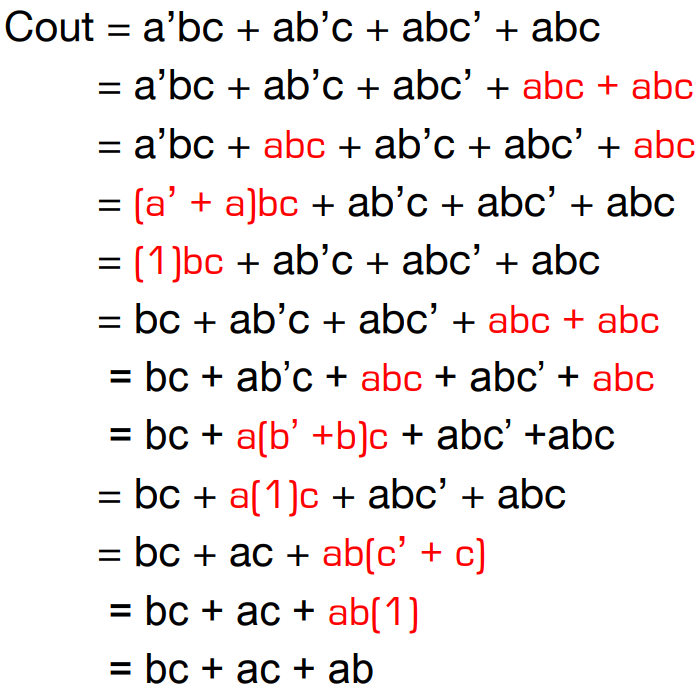 Cout = a’bc + ab’c + abc’ + abc
= a’bc + ab’c + abc’ + abc + abc
= a’bc + abc + ab’c + abc’ + abc
= (a’ + a)bc + ab’c + abc’ + abc
= (1)bc + ab’c + abc’ + abc
= bc + ab’c + abc’ + abc + abc
= bc + ab’c + abc + abc’ + abc
= bc + a(b’ +b)c + abc’ +abc
= bc + a(1)c + abc’ + abc
= bc + ac + ab(c’ + c)
= bc + ac + ab(1)
= bc + ac + ab